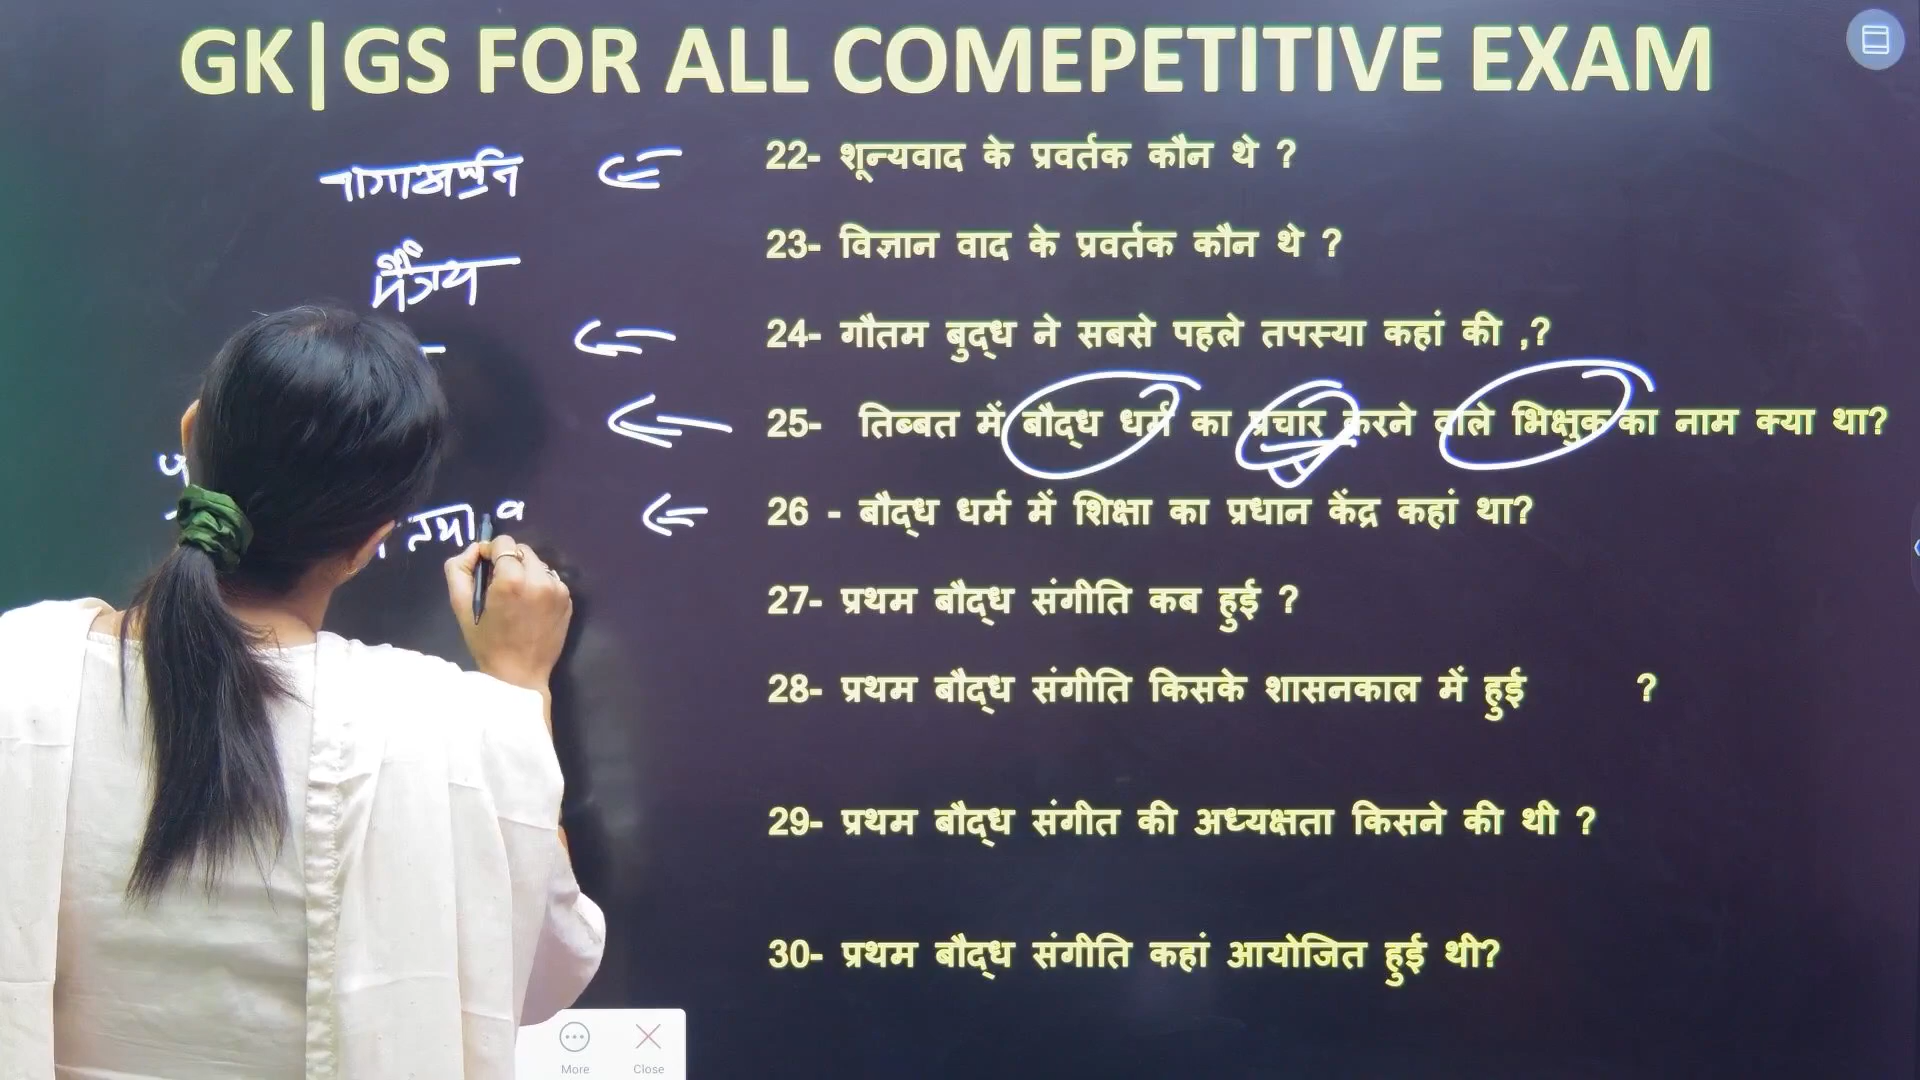 GK|GS FOR ALL COMEPETITIVE EXAM
22- शून्यवाद के प्रवर्तक कौन थे ?
23- विज्ञान वाद के प्रवर्तक कौन थे ?
मैत्रेय
24- गौतम बुद्ध ने सबसे पहले तपस्या कहां की ,?
25- तिब्बत में बौद्ध धर्म का प्रचार करने वाले भिक्षुक का नाम क्या था?
26 - बौद्ध धर्म में शिक्षा का प्रधान केंद्र कहां था?
27- प्रथम बौद्ध संगीति कब हुई ?
28- प्रथम बौद्ध संगीति किसके शासनकाल में हुई ?
29- प्रथम बौद्ध संगीत की अध्यक्षता किसने की थी ?
30- प्रथम बौद्ध संगीति कहां आयोजित हुई थी?
More Close